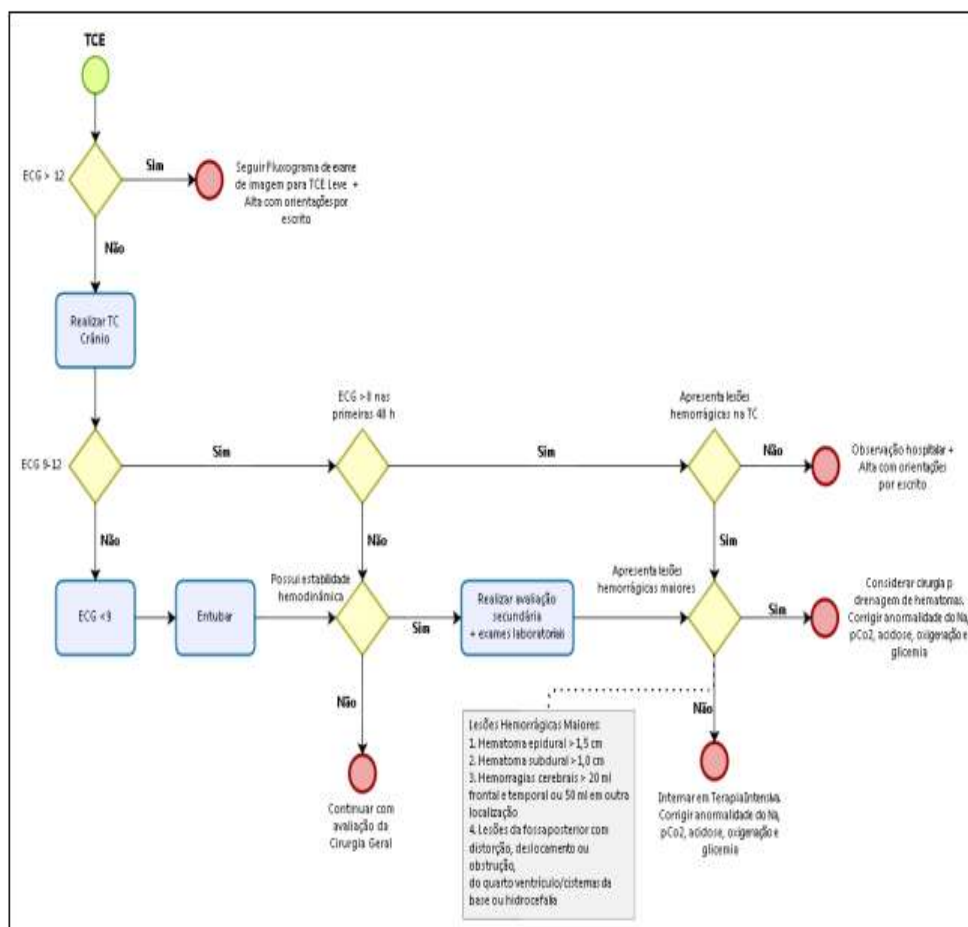 TCE
ECG > 12
Sim
Seguir Fluxograma de exame
de imagem para TCE Leve +
Alta com orientações por
escrito
Não
Realizar TC
Crânio
ECG 9-12
Sim
ECG > 8 nas
primeiras 48 h
Sim
Apresenta lesões
hemorrágicas na TC
Não
Observação hospitalar +
Alta com orientações
por escrito
Não
Não
Sim
ECG <9
Entubar
Possui estabilidade
hemodinâmica
Sim
Realizar avaliação
secundária
+ exames laboratoriais
Apresenta lesões
hemorrágicas maiores
Sim
Considerar cirurgia p
drenagem de hematomas.
Corrigir anormalidade do Na,
pCo2, acidose, oxigenação e
glicemia
Não
Continuar com
avaliação da
Cirurgia Geral
Lesões Hemorrágicas Maiores:
1. Hematoma epidural > 1,5 cm
2. Hematoma subdural > 1,0 cm
3. Hemorragias cerebrais > 20 ml
frontal e temporal ou 50 ml em outra
localização
4. Lesões da fossa posterior com
distorção, deslocamento ou
obstrução,
do quarto ventrículo/cisternas da
base ou hidrocefalia
Não
Internar em Terapia Intensiva.
Corrigir anormalidade do Na,
pCo2, acidose, oxigenação e
glicemia